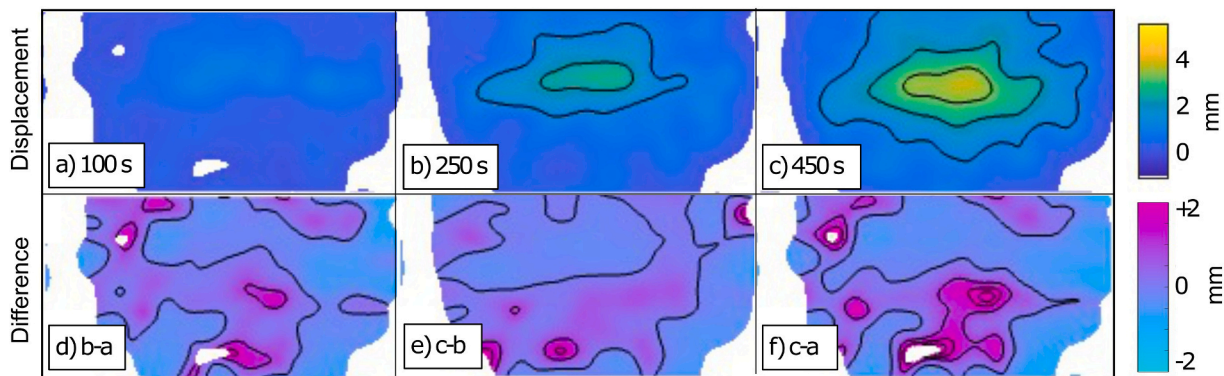 Displacement
a) 100 s
b) 250 s
c) 450 s
4
2
0
mm
Difference
d) b-a
e) c-b
f) c-a
+2
0
-2
mm